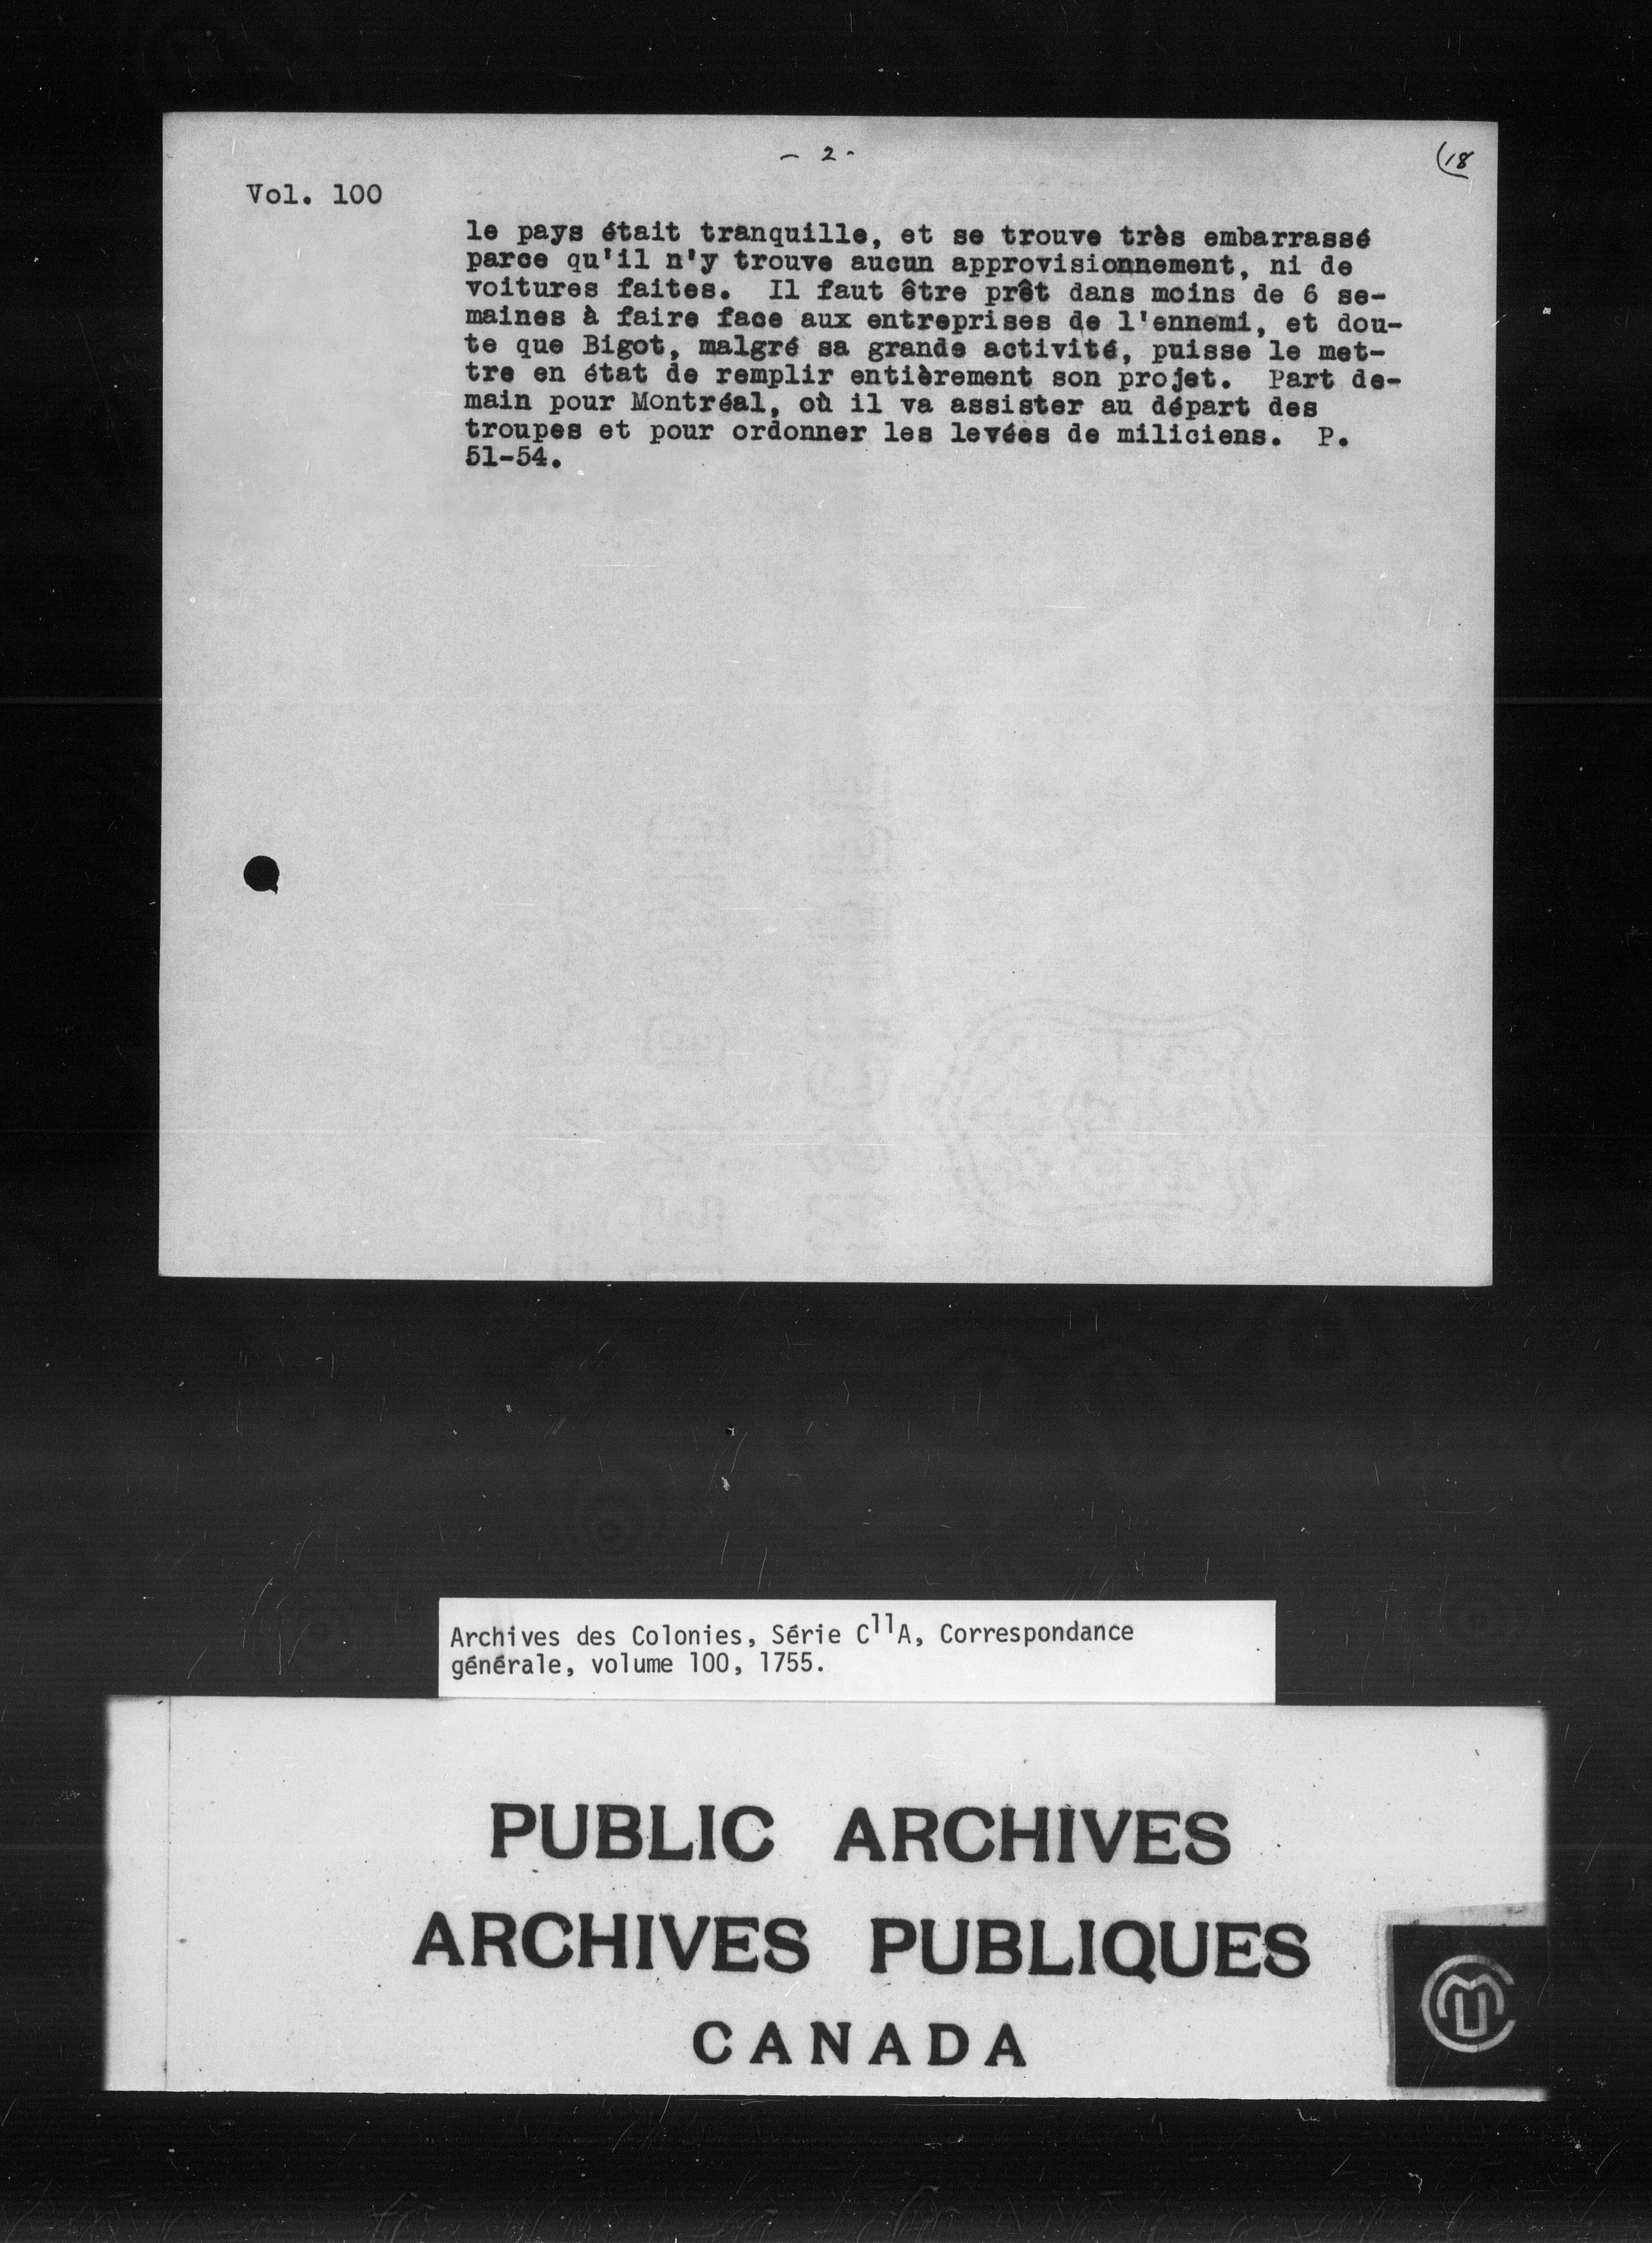 - 2 -
(18
Vol. 100
le pays était tranquille, et se trouve très embarrassé
parce qu'il n'y trouve aucun approvisionnement, ni de
voitures faites. Il faut être prêt dans moins de 6 se-
maines à faire face aux entreprises de l'ennemi, et dou-
te que Bigot, malgré sa grande activité, puisse le met-
tre en état de remplir entièrement son projet. Part de-
main pour Montréal, où il va assister au départ des
troupes et pour ordonner les levées de miliciens. P.
51-54.
Archives des Colonies, Série C11A, Correspondance
générale, volume 100, 1755.
PUBLIC ARCHIVES
ARCHIVES PUBLIQUES
CANADA